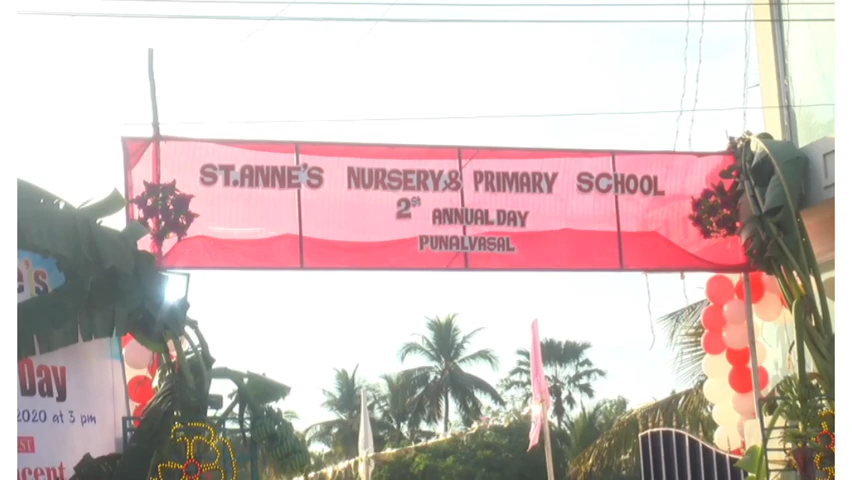 ST.ANNE'S NURSERY& PRIMARY SCHOOL
2st ANNUAL DAY
PUNALVASAL
e's
Day
2020 at 3 pm